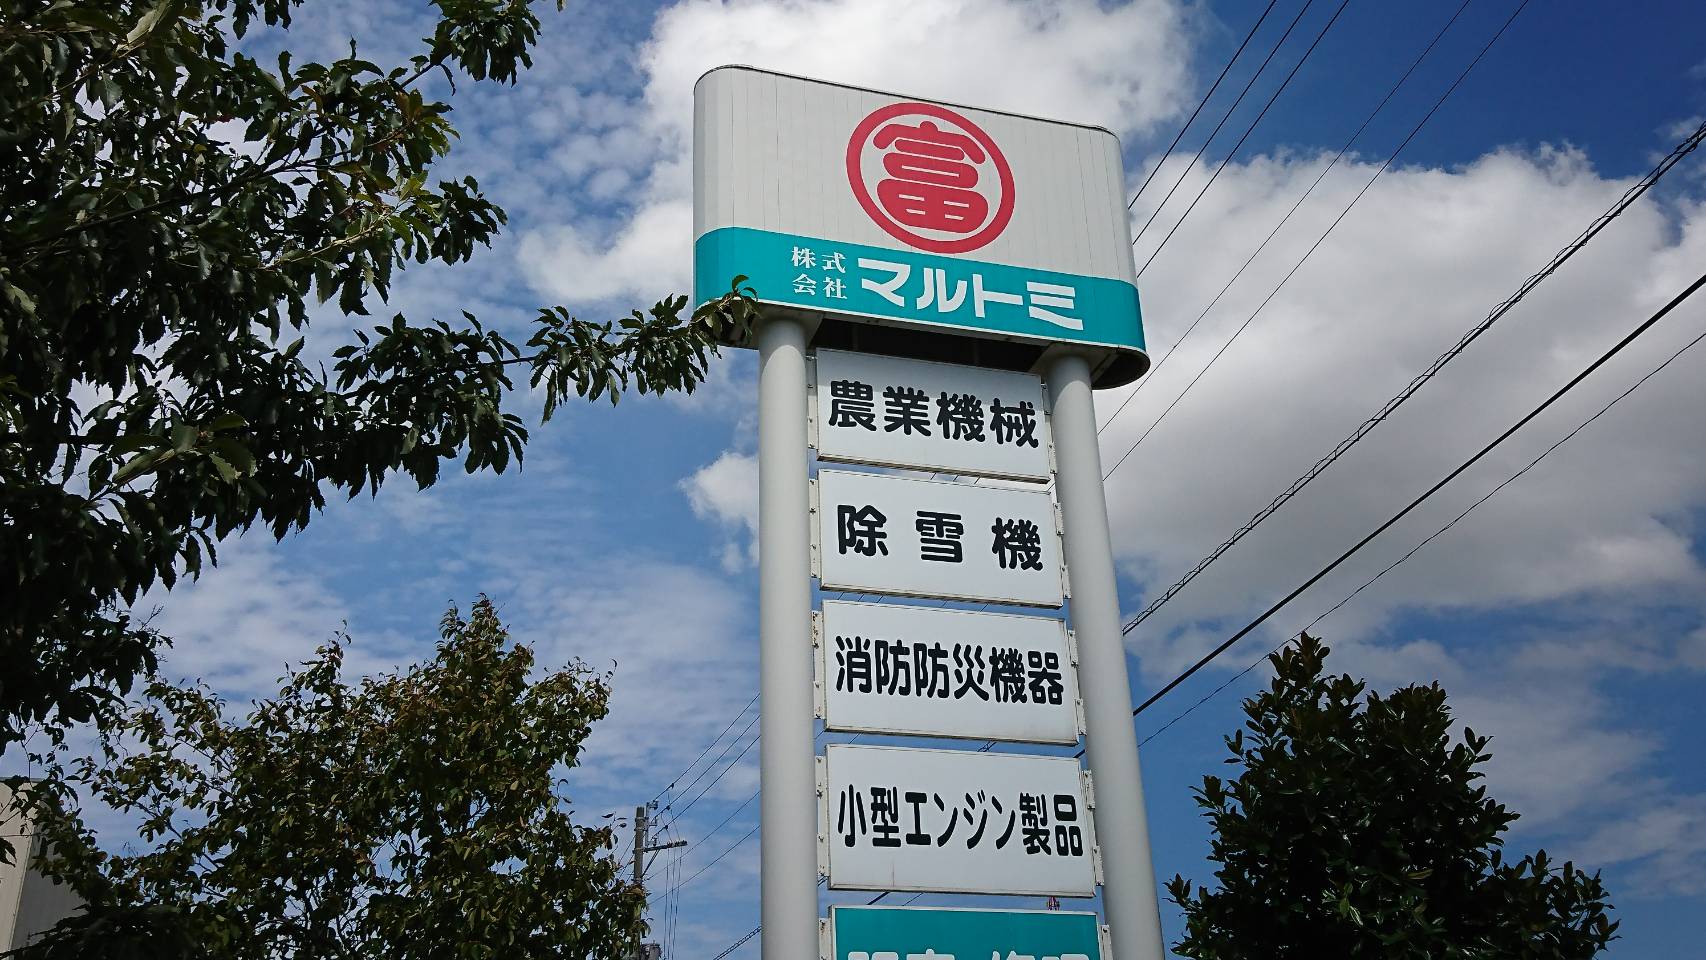 富
株式
会社
マルトミ
農業機械
除雪機
消防防災機器
小型エンジン製品